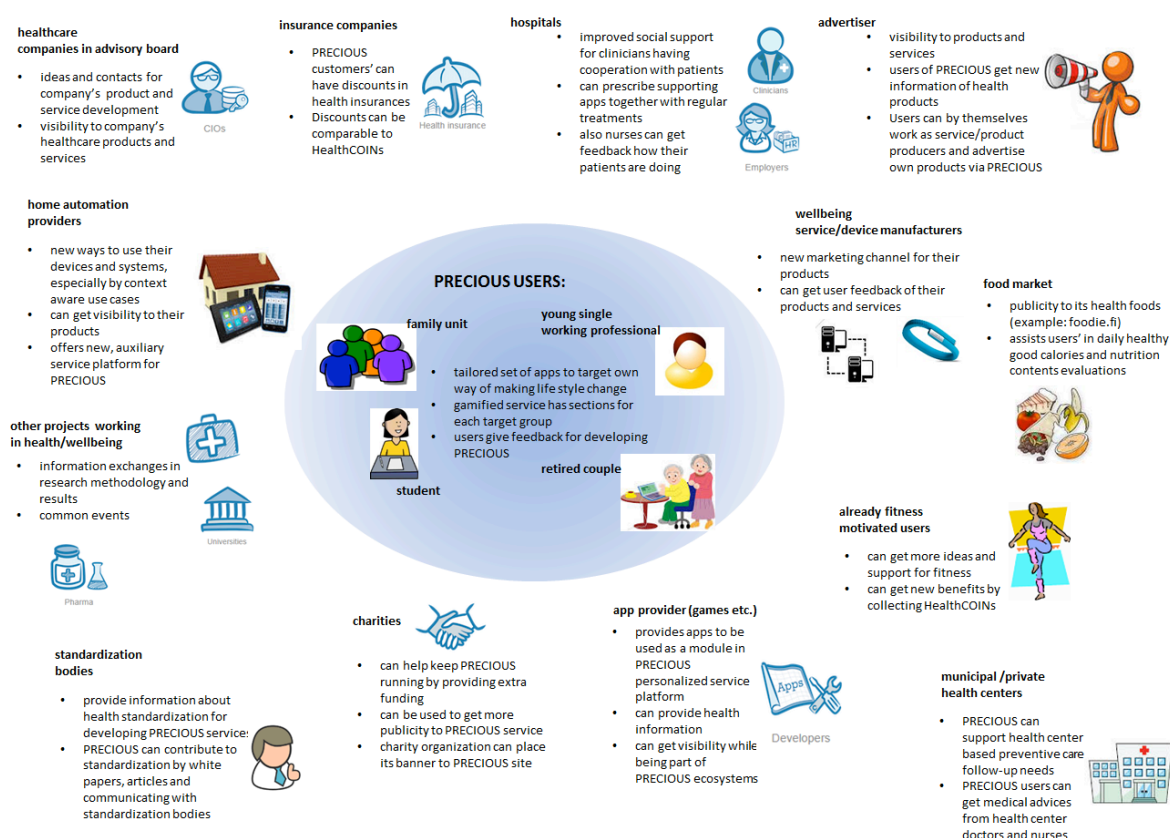 healthcare
companies in advisory board
• ideas and contacts for
company's product and
service development
• visibility to company's
healthcare products and
services
CIOs
insurance companies
• PRECIOUS
customers' can
have discounts in
health insurances
• Discounts can be
comparable to
HealthCOINs
Health insurance
hospitals
• improved social support
for clinicians having
cooperation with patients
• can prescribe supporting
apps together with regular
treatments
• also nurses can get
feedback how their
patients are doing
Clinicians
HR
Employers
advertiser
• visibility to products and
services
• users of PRECIOUS get new
information of health
products
• Users can by themselves
work as service/product
producers and advertise
own products via PRECIOUS
home automation
providers
• new ways to use their
devices and systems,
especially by context
aware use cases
• can get visibility to their
products
• offers new, auxiliary
service platform for
PRECIOUS
PRECIOUS USERS:
family unit
young single
working professional
• tailored set of apps to target own
way of making life style change
• gamified service has sections for
each target group
• users give feedback for developing
PRECIOUS
student
retired couple
wellbeing
service/device manufacturers
• new marketing channel for their
products
• can get user feedback of their
products and services
food market
• publicity to its health foods
(example: foodie.fi)
• assists users' in daily healthy
good calories and nutrition
contents evaluations
other projects working
in health/wellbeing
• information exchanges in
research methodology and
results
• common events
Universities
Pharma
already fitness
motivated users
• can get more ideas and
support for fitness
• can get new benefits by
collecting HealthCOINs
standardization
bodies
• provide information about
health standardization for
developing PRECIOUS services
• PRECIOUS can contribute to
standardization by white
papers, articles and
communicating with
standardization bodies
charities
• can help keep PRECIOUS
running by providing extra
funding
• can be used to get more
publicity to PRECIOUS service
• charity organization can place
its banner to PRECIOUS site
app provider (games etc.)
• provides apps to be
used as a module in
PRECIOUS
personalized service
platform
• can provide health
information
• can get visibility while
being part of
PRECIOUS ecosystems
Apps
Developers
municipal /private
health centers
• PRECIOUS can
support health center
based preventive care
follow-up needs
• PRECIOUS users can
get medical advices
from health center
doctors and nurses